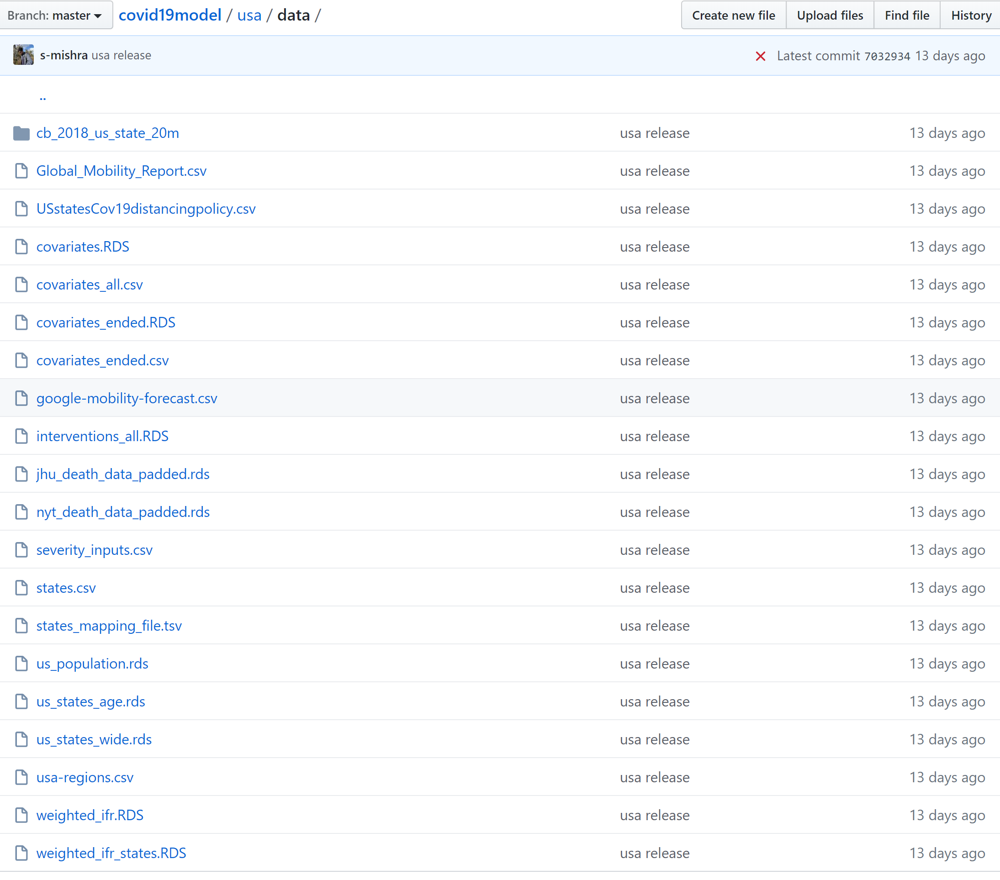 Branch: master covid19model / usa / data / Create new file Upload files Find file History
s-mishra usa release Latest commit 7032934 13 days ago
..
cb_2018_us_state_20m usa release 13 days ago
Global_Mobility_Report.csv usa release 13 days ago
USstatesCov19distancingpolicy.csv usa release 13 days ago
covariates.RDS usa release 13 days ago
covariates_all.csv usa release 13 days ago
covariates_ended.RDS usa release 13 days ago
covariates_ended.csv usa release 13 days ago
google-mobility-forecast.csv usa release 13 days ago
interventions_all.RDS usa release 13 days ago
jhu_death_data_padded.rds usa release 13 days ago
nyt_death_data_padded.rds usa release 13 days ago
severity_inputs.csv usa release 13 days ago
states.csv usa release 13 days ago
states_mapping_file.tsv usa release 13 days ago
us_population.rds usa release 13 days ago
us_states_age.rds usa release 13 days ago
us_states_wide.rds usa release 13 days ago
usa-regions.csv usa release 13 days ago
weighted_ifr.RDS usa release 13 days ago
weighted_ifr_states.RDS usa release 13 days ago